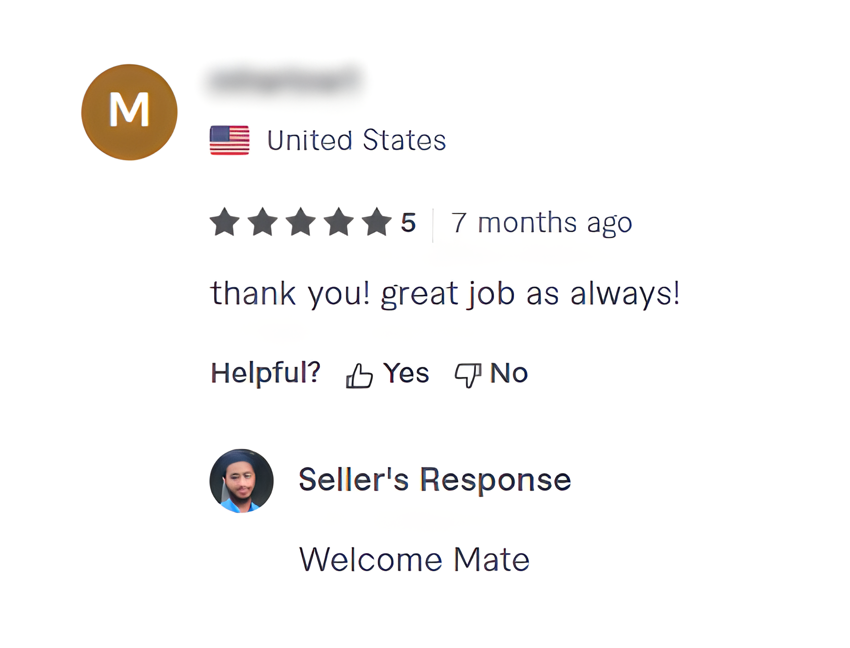 M
United States
5 7 months ago
thank you! great job as always!
Helpful? Yes No
Seller's Response
Welcome Mate